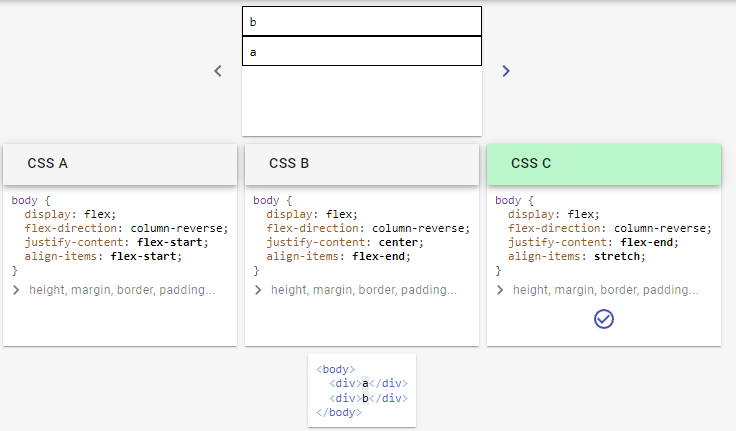 b
a
CSS A
body {
  display: flex;
  flex-direction: column-reverse;
  justify-content: flex-start;
  align-items: flex-start;
}
height, margin, border, padding...
CSS B
body {
  display: flex;
  flex-direction: column-reverse;
  justify-content: center;
  align-items: flex-end;
}
height, margin, border, padding...
CSS C
body {
  display: flex;
  flex-direction: column-reverse;
  justify-content: flex-end;
  align-items: stretch;
}
height, margin, border, padding...
<body>
  <div>a</div>
  <div>b</div>
</body>